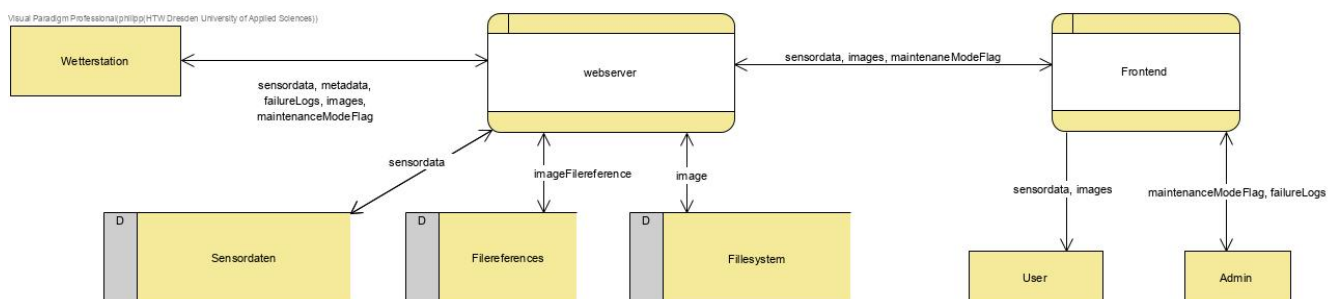 Visual Paradigm Professional(philipp(HTW Dresden University of Applied Sciences))
Wetterstation
webserver
Frontend
sensordata, images, maintenaneModeFlag
sensordata, metadata,
failureLogs, images,
maintenanceModeFlag
sensordata
imageFilereference
image
sensordata, images
maintenanceModeFlag, failureLogs
D
Sensordaten
D
Filereferences
D
Fillesystem
User
Admin